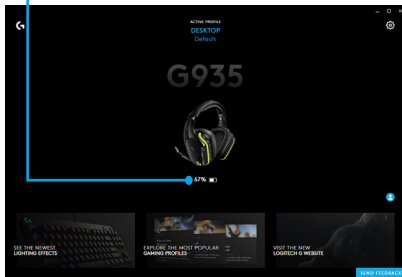 ACTIVE PROFILE
DESKTOP
Default
G935
67%
SEE THE NEWEST
LIGHTING EFFECTS
EXPLORE THE MOST POPULAR
GAMING PROFILES
VISIT THE NEW
LOGITECH G WEBSITE
SEND FEEDBACK